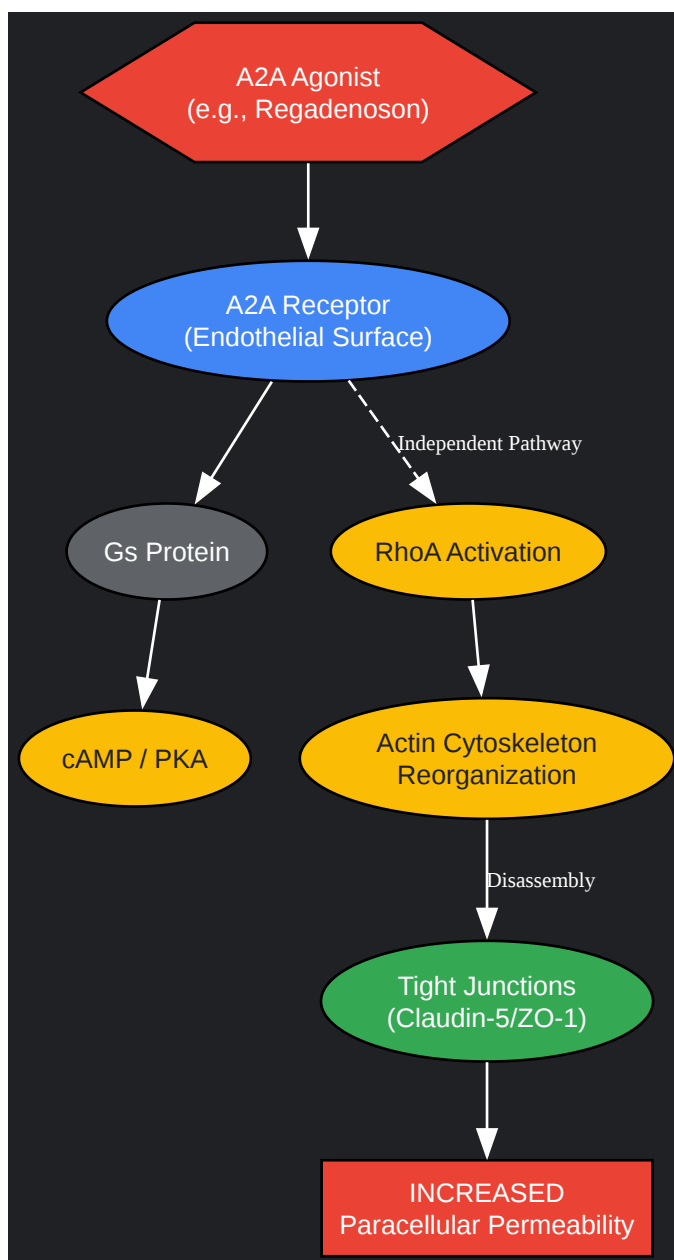 A2A Agonist
(e.g., Regadenoson)
A2A Receptor
(Endothelial Surface)
Independent Pathway
Gs Protein
RhoA Activation
cAMP / PKA
Actin Cytoskeleton
Reorganization
Disassembly
Tight Junctions
(Claudin-5/ZO-1)
INCREASED
Paracellular Permeability